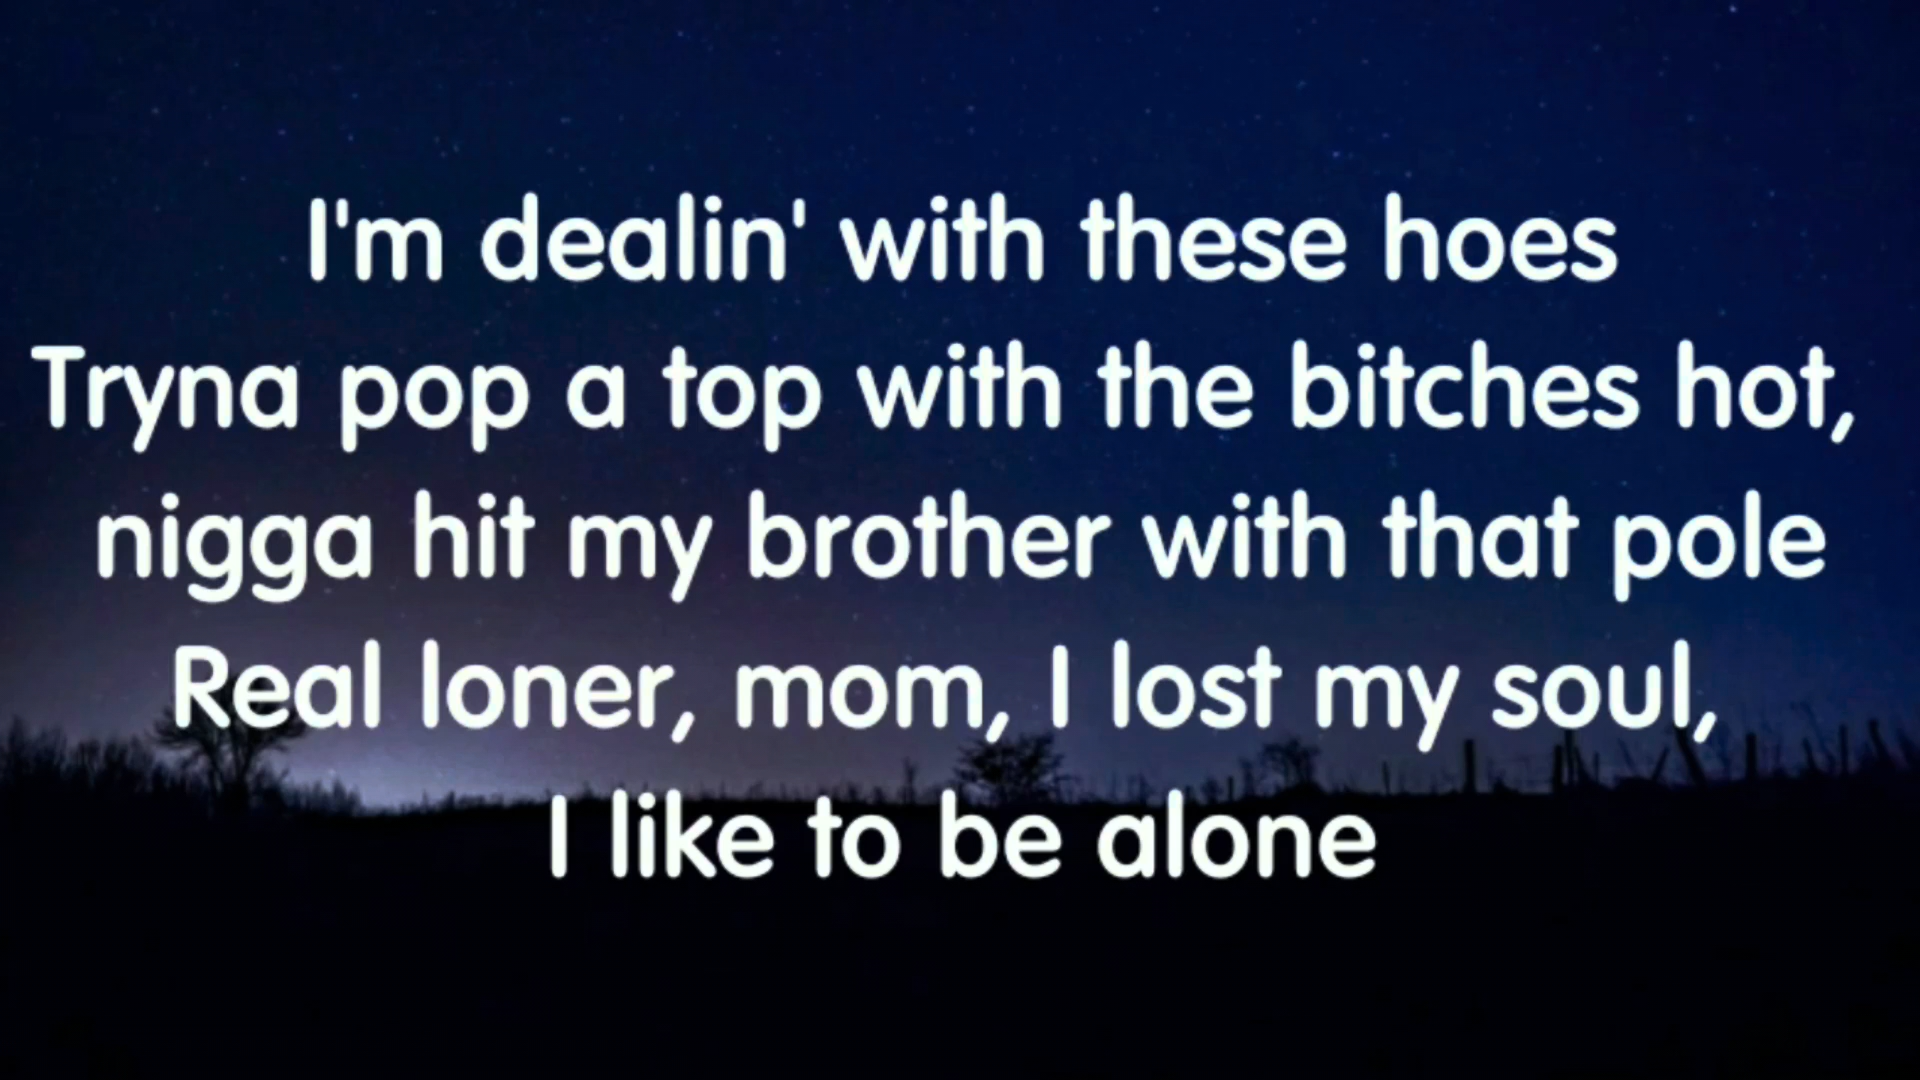 I'm dealin' with these hoes
Tryna pop a top with the bitches hot,
nigga hit my brother with that pole
Real loner, mom, I lost my soul,
I like to be alone